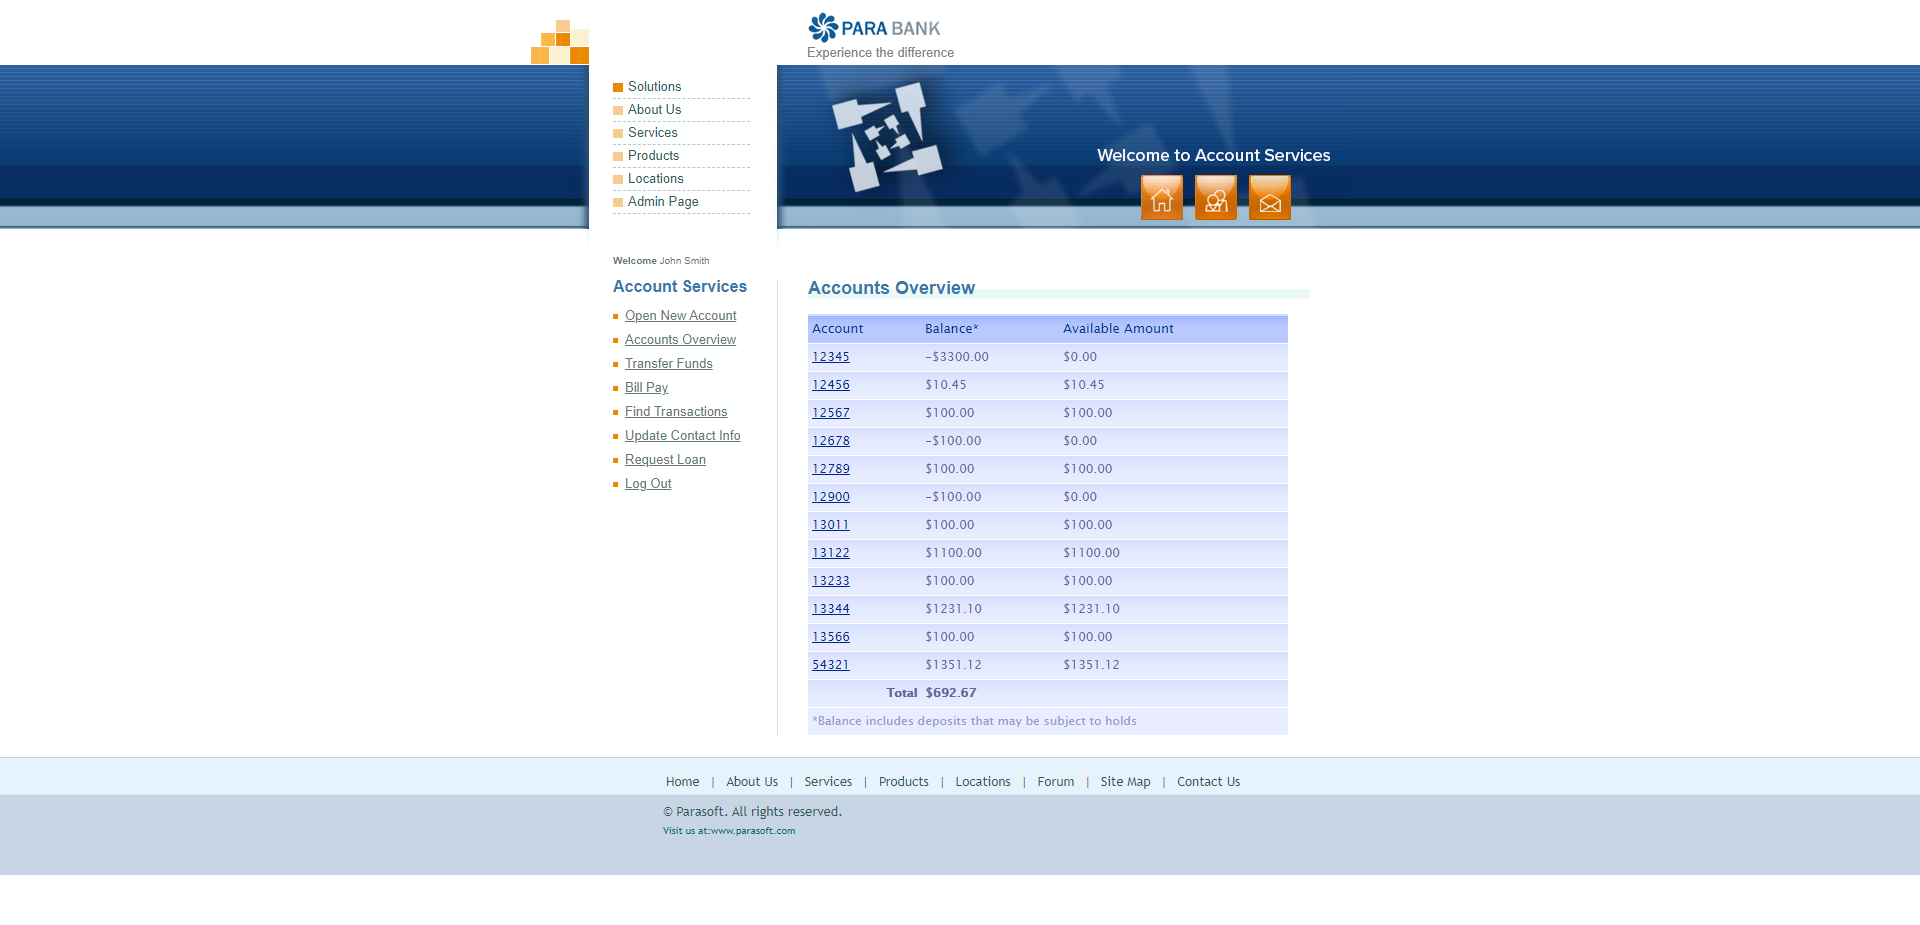 PARA BANK
Experience the difference
Solutions
About Us
Services
Products
Locations
Admin Page
Welcome to Account Services
Welcome John Smith
Account Services
Open New Account
Accounts Overview
Transfer Funds
Bill Pay
Find Transactions
Update Contact Info
Request Loan
Log Out
Accounts Overview
Account Balance* Available Amount
12345 -$3300.00 $0.00
12456 $10.45 $10.45
12567 $100.00 $100.00
12678 -$100.00 $0.00
12789 $100.00 $100.00
12900 -$100.00 $0.00
13011 $100.00 $100.00
13122 $1100.00 $1100.00
13233 $100.00 $100.00
13344 $1231.10 $1231.10
13566 $100.00 $100.00
54321 $1351.12 $1351.12
Total $692.67
*Balance includes deposits that may be subject to holds
Home | About Us | Services | Products | Locations | Forum | Site Map | Contact Us
© Parasoft. All rights reserved.
Visit us at:www.parasoft.com